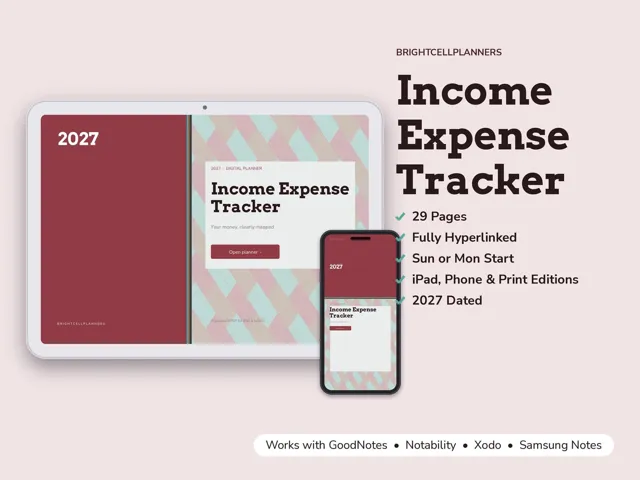 BRIGHTCELLPLANNERS
Income
Expense
Tracker
29 Pages
Fully Hyperlinked
Sun or Mon Start
iPad, Phone & Print Editions
2027 Dated
2027
2027 - DIGITAL PLANNER
Income Expense
Tracker
Your money, clearly mapped
Open planner
BRIGHTCELLPLANNERS
2027
Income Expense
Tracker
Works with GoodNotes • Notability • Xodo • Samsung Notes